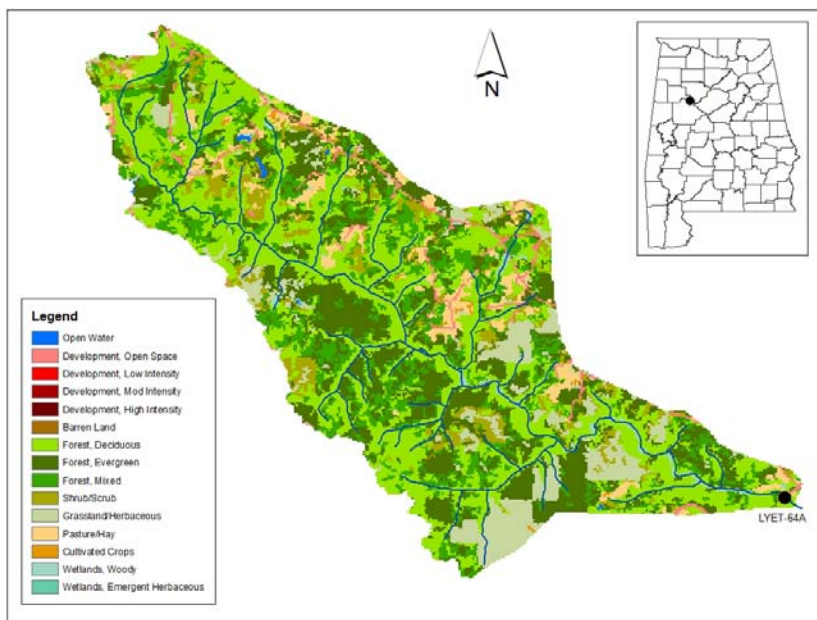 N
Legend
Open Water
Development, Open Space
Development, Low Intensity
Development, Mod Intensity
Development, High Intensity
Barren Land
Forest, Deciduous
Forest, Evergreen
Forest, Mixed
Shrub/Scrub
Grassland/Herbaceous
Pasture/Hay
Cultivated Crops
Wetlands, Woody
Wetlands, Emergent Herbaceous
LYET-64A